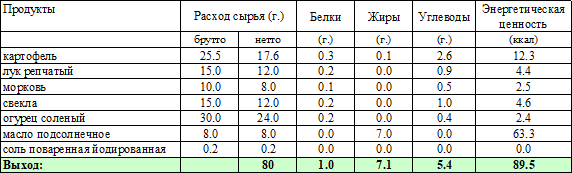 Продукты Расход сырья (г.) Белки Жиры Углеводы Энергетическая ценность
брутто нетто (г.) (г.) (г.) (ккал)
картофель 25.5 17.6 0.3 0.1 2.6 12.3
лук репчатый 15.0 12.0 0.2 0.0 0.9 4.4
морковь 10.0 8.0 0.1 0.0 0.5 2.5
свекла 15.0 12.0 0.2 0.0 1.0 4.6
огурец соленый 30.0 24.0 0.2 0.0 0.4 2.4
масло подсолнечное 8.0 8.0 0.0 7.0 0.0 63.3
соль поваренная йодированная 0.2 0.2 0.0 0.0 0.0 0.0
Выход: 80 1.0 7.1 5.4 89.5